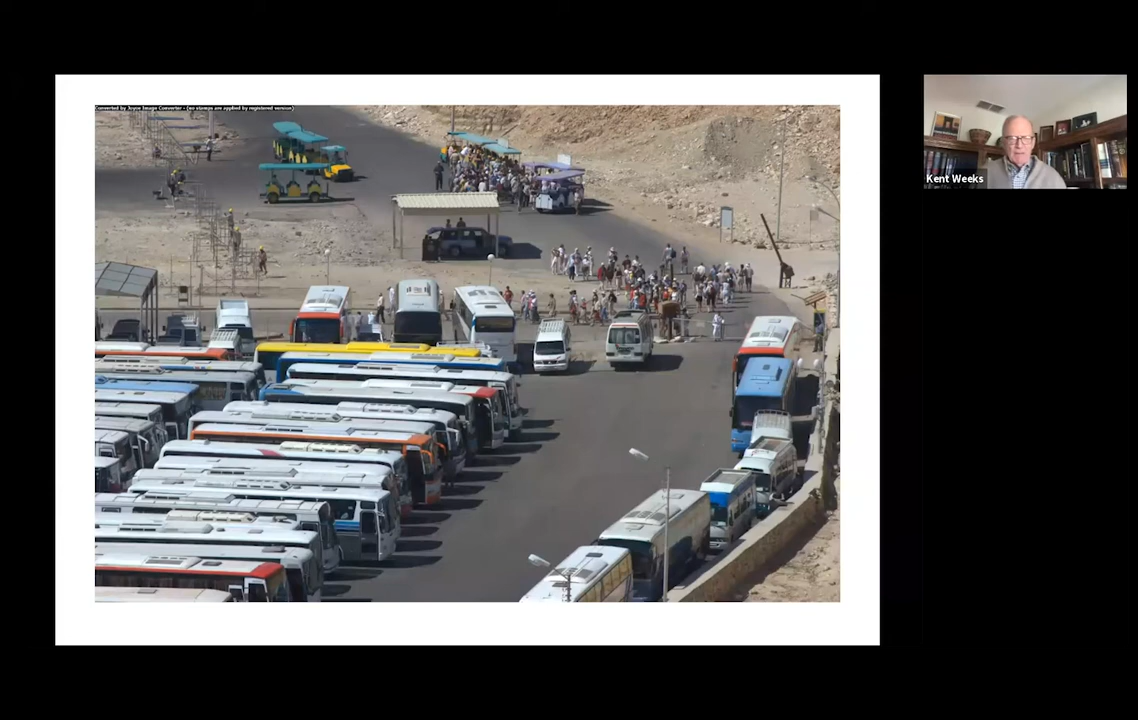 Converted by Joyce Image Converter - (no stamps are applied by registered version)
Kent Weeks